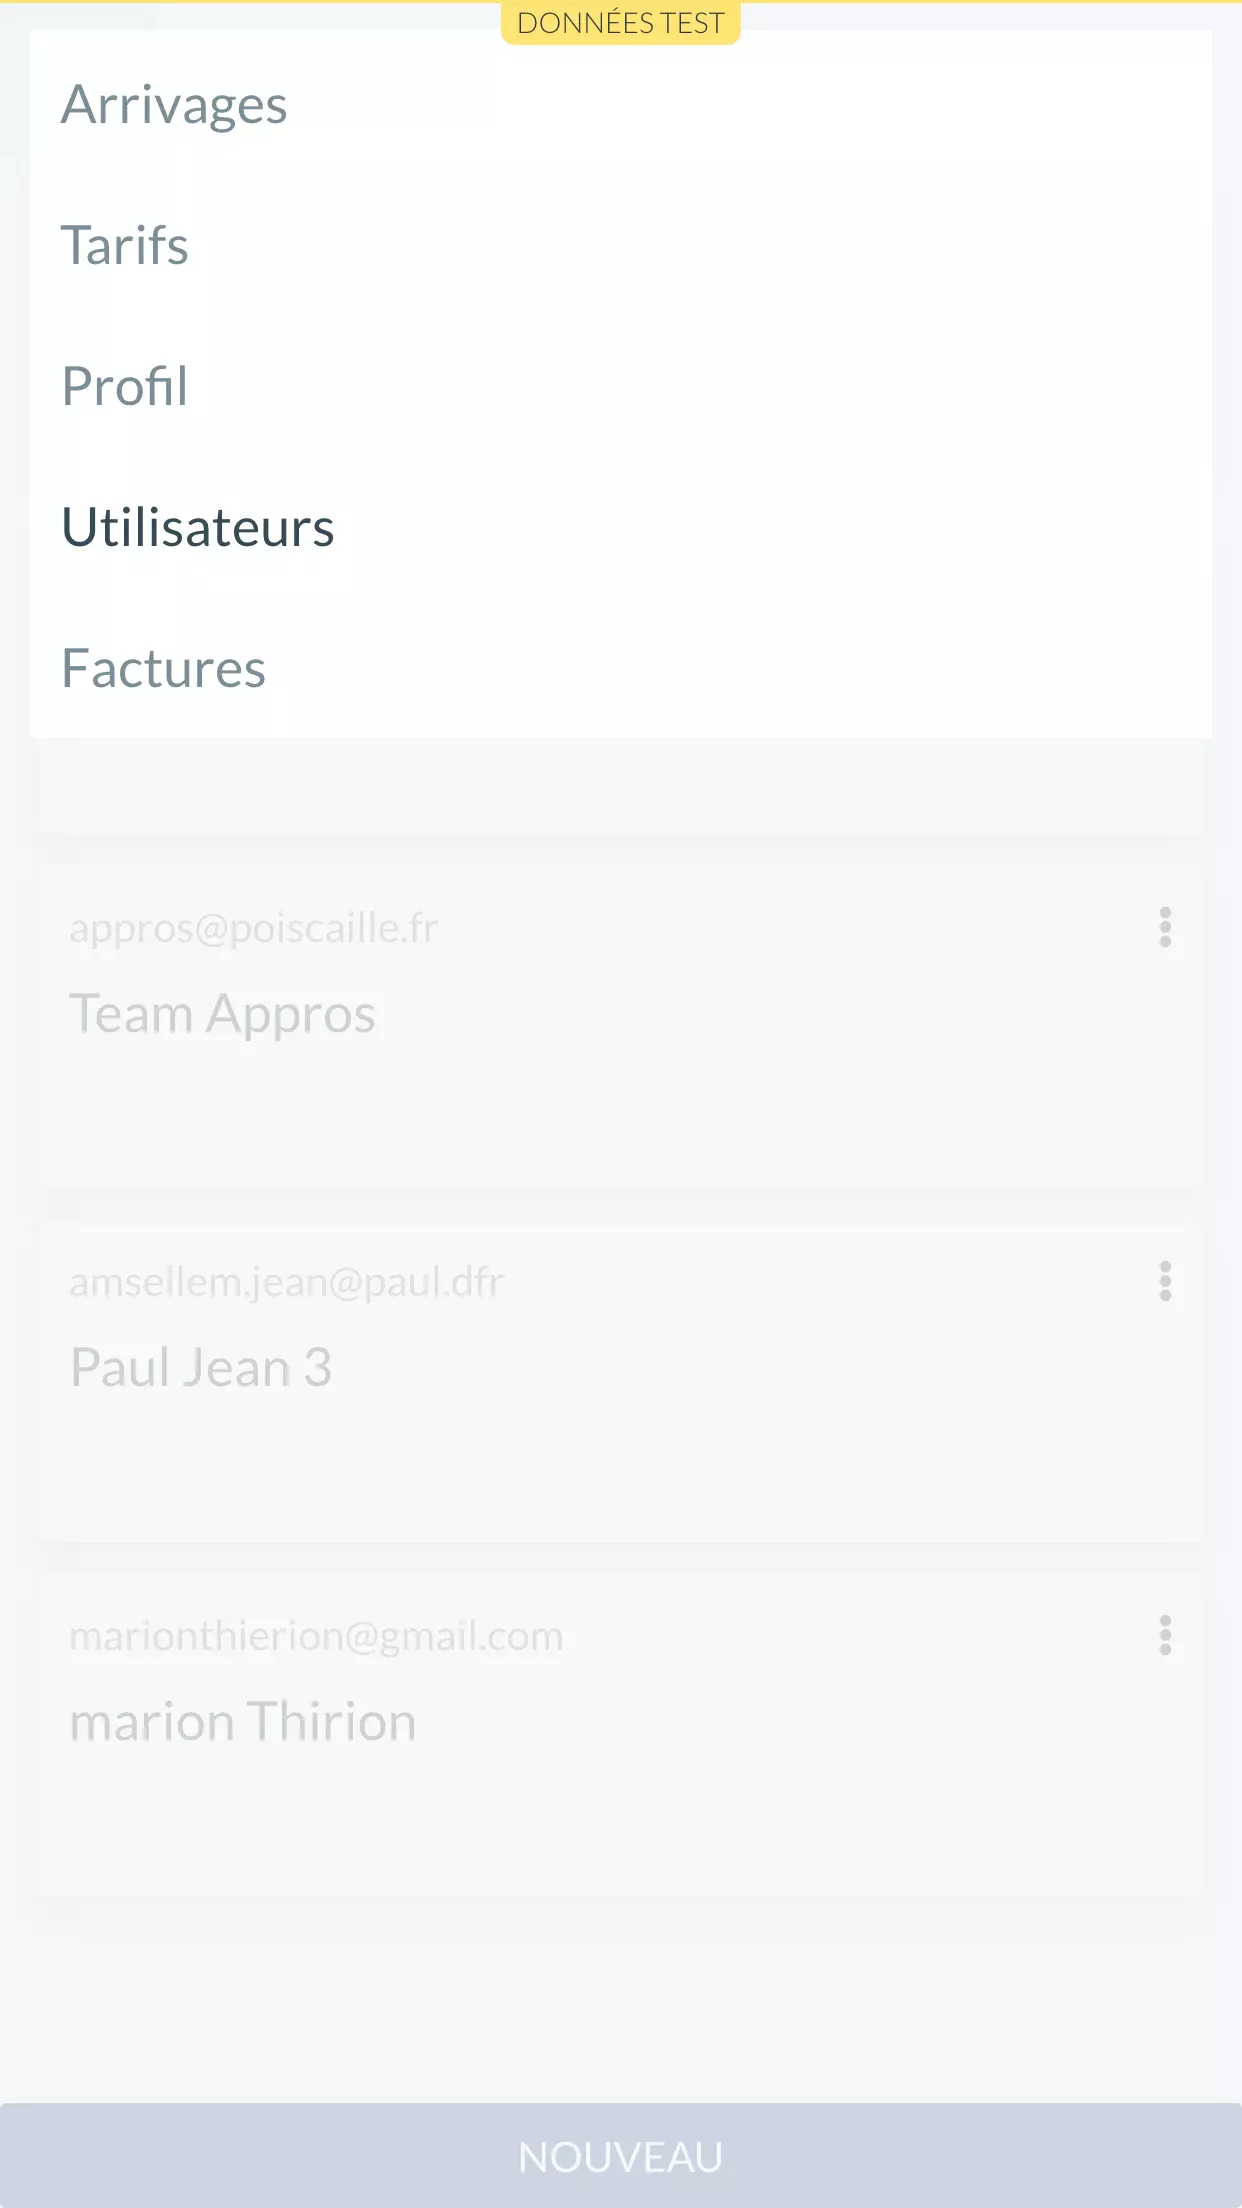 DONNÉES TEST
Arrivages
Tarifs
Profil
Utilisateurs
Factures
appros@poiscaille.fr
Team Appros
amsellem.jean@paul.dfr
Paul Jean 3
marionthierion@gmail.com
marion Thirion
NOUVEAU